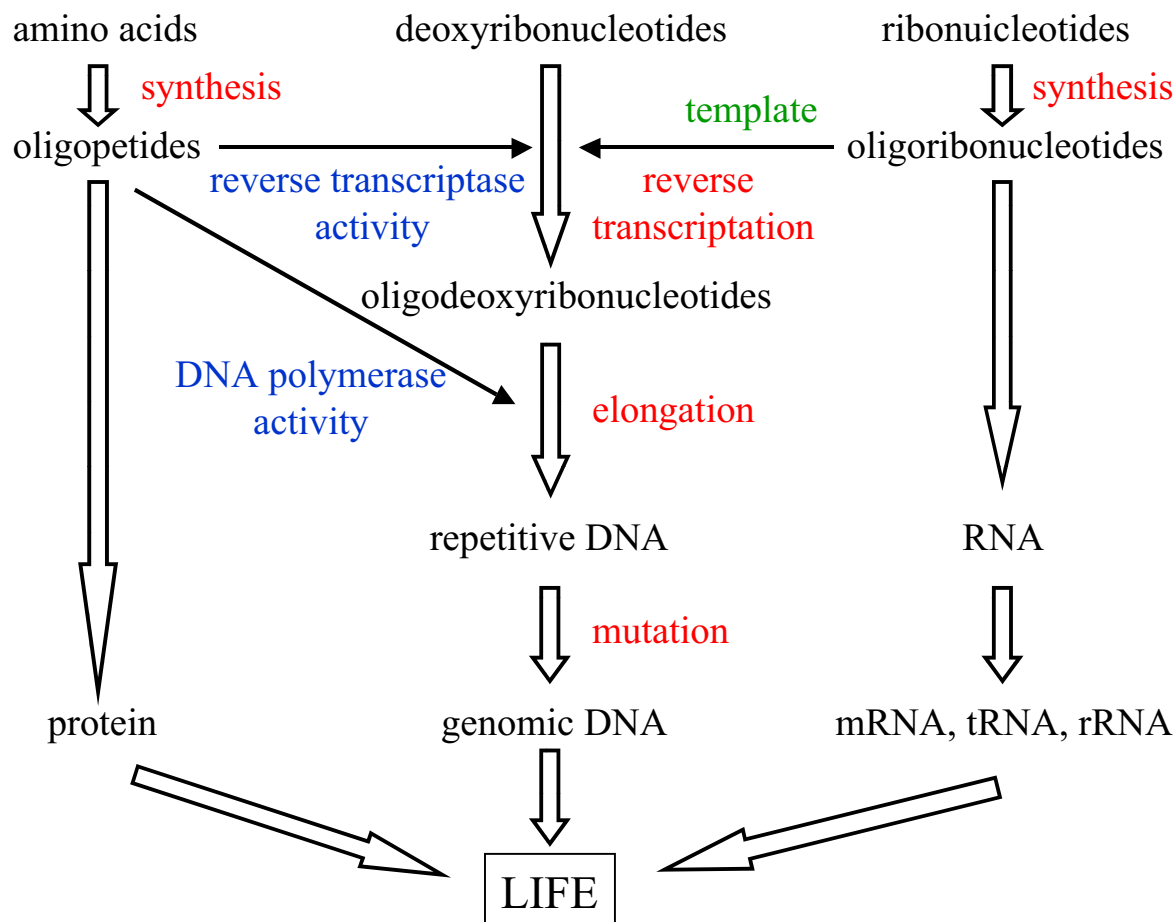 amino acids
deoxyribonucleotides
ribonuicleotides
synthesis
template
synthesis
oligopetides
oligoribonucleotides
reverse transcriptase
activity
reverse
transcriptation
oligodeoxyribonucleotides
DNA polymerase
activity
elongation
repetitive DNA
RNA
mutation
protein
genomic DNA
mRNA, tRNA, rRNA
LIFE